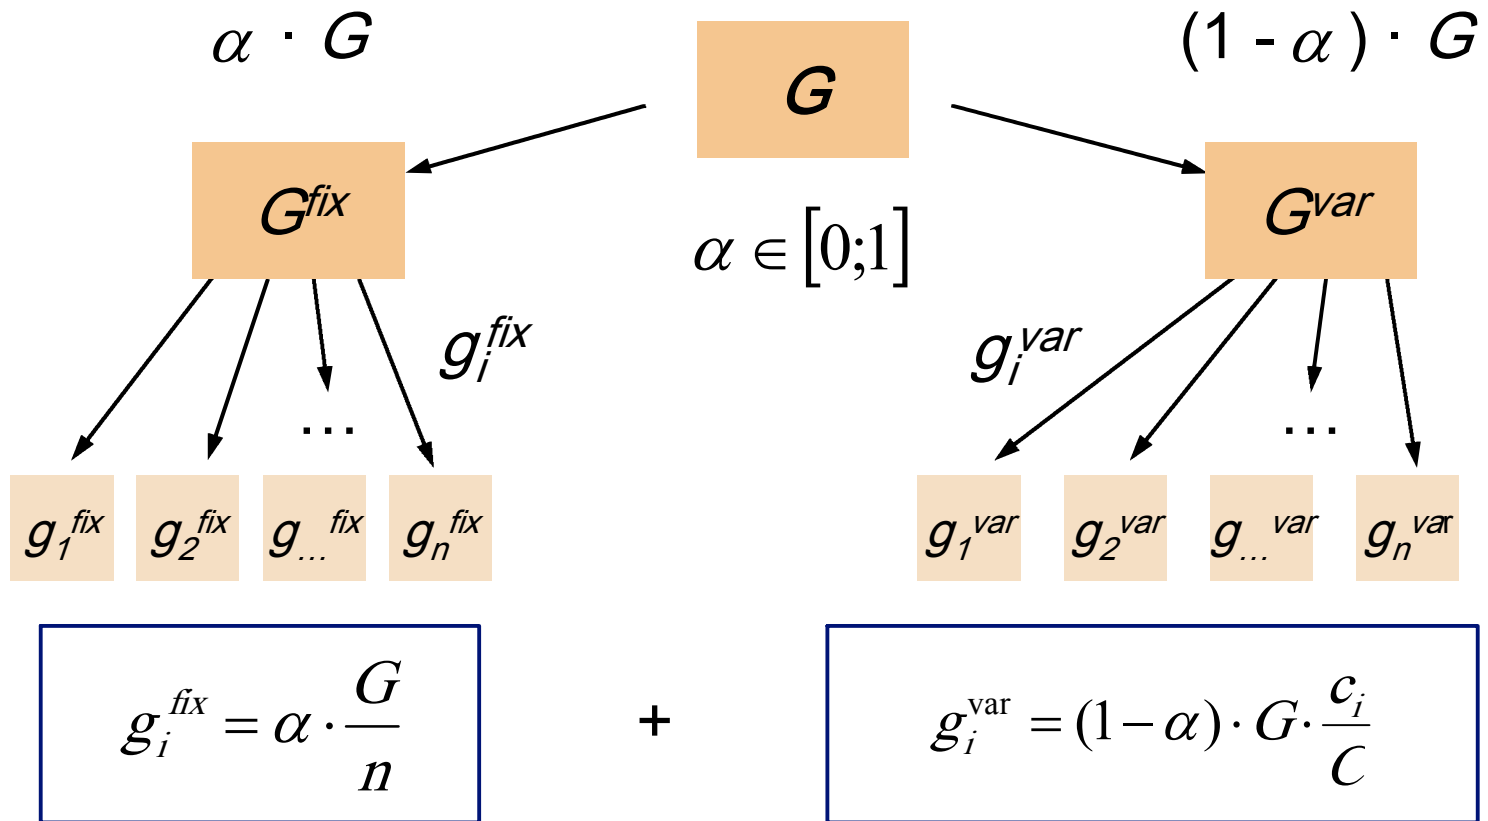 α · G
G
(1 - α) · G
G^fix
α ∈ [0;1]
G^var
g_i^fix
g_i^var
...
...
g_1^fix g_2^fix g_...^fix g_n^fix
g_1^var g_2^var g_...^var g_n^var
g_i^fix = α · G/n
+
g_i^var = (1 − α) · G · c_i/C